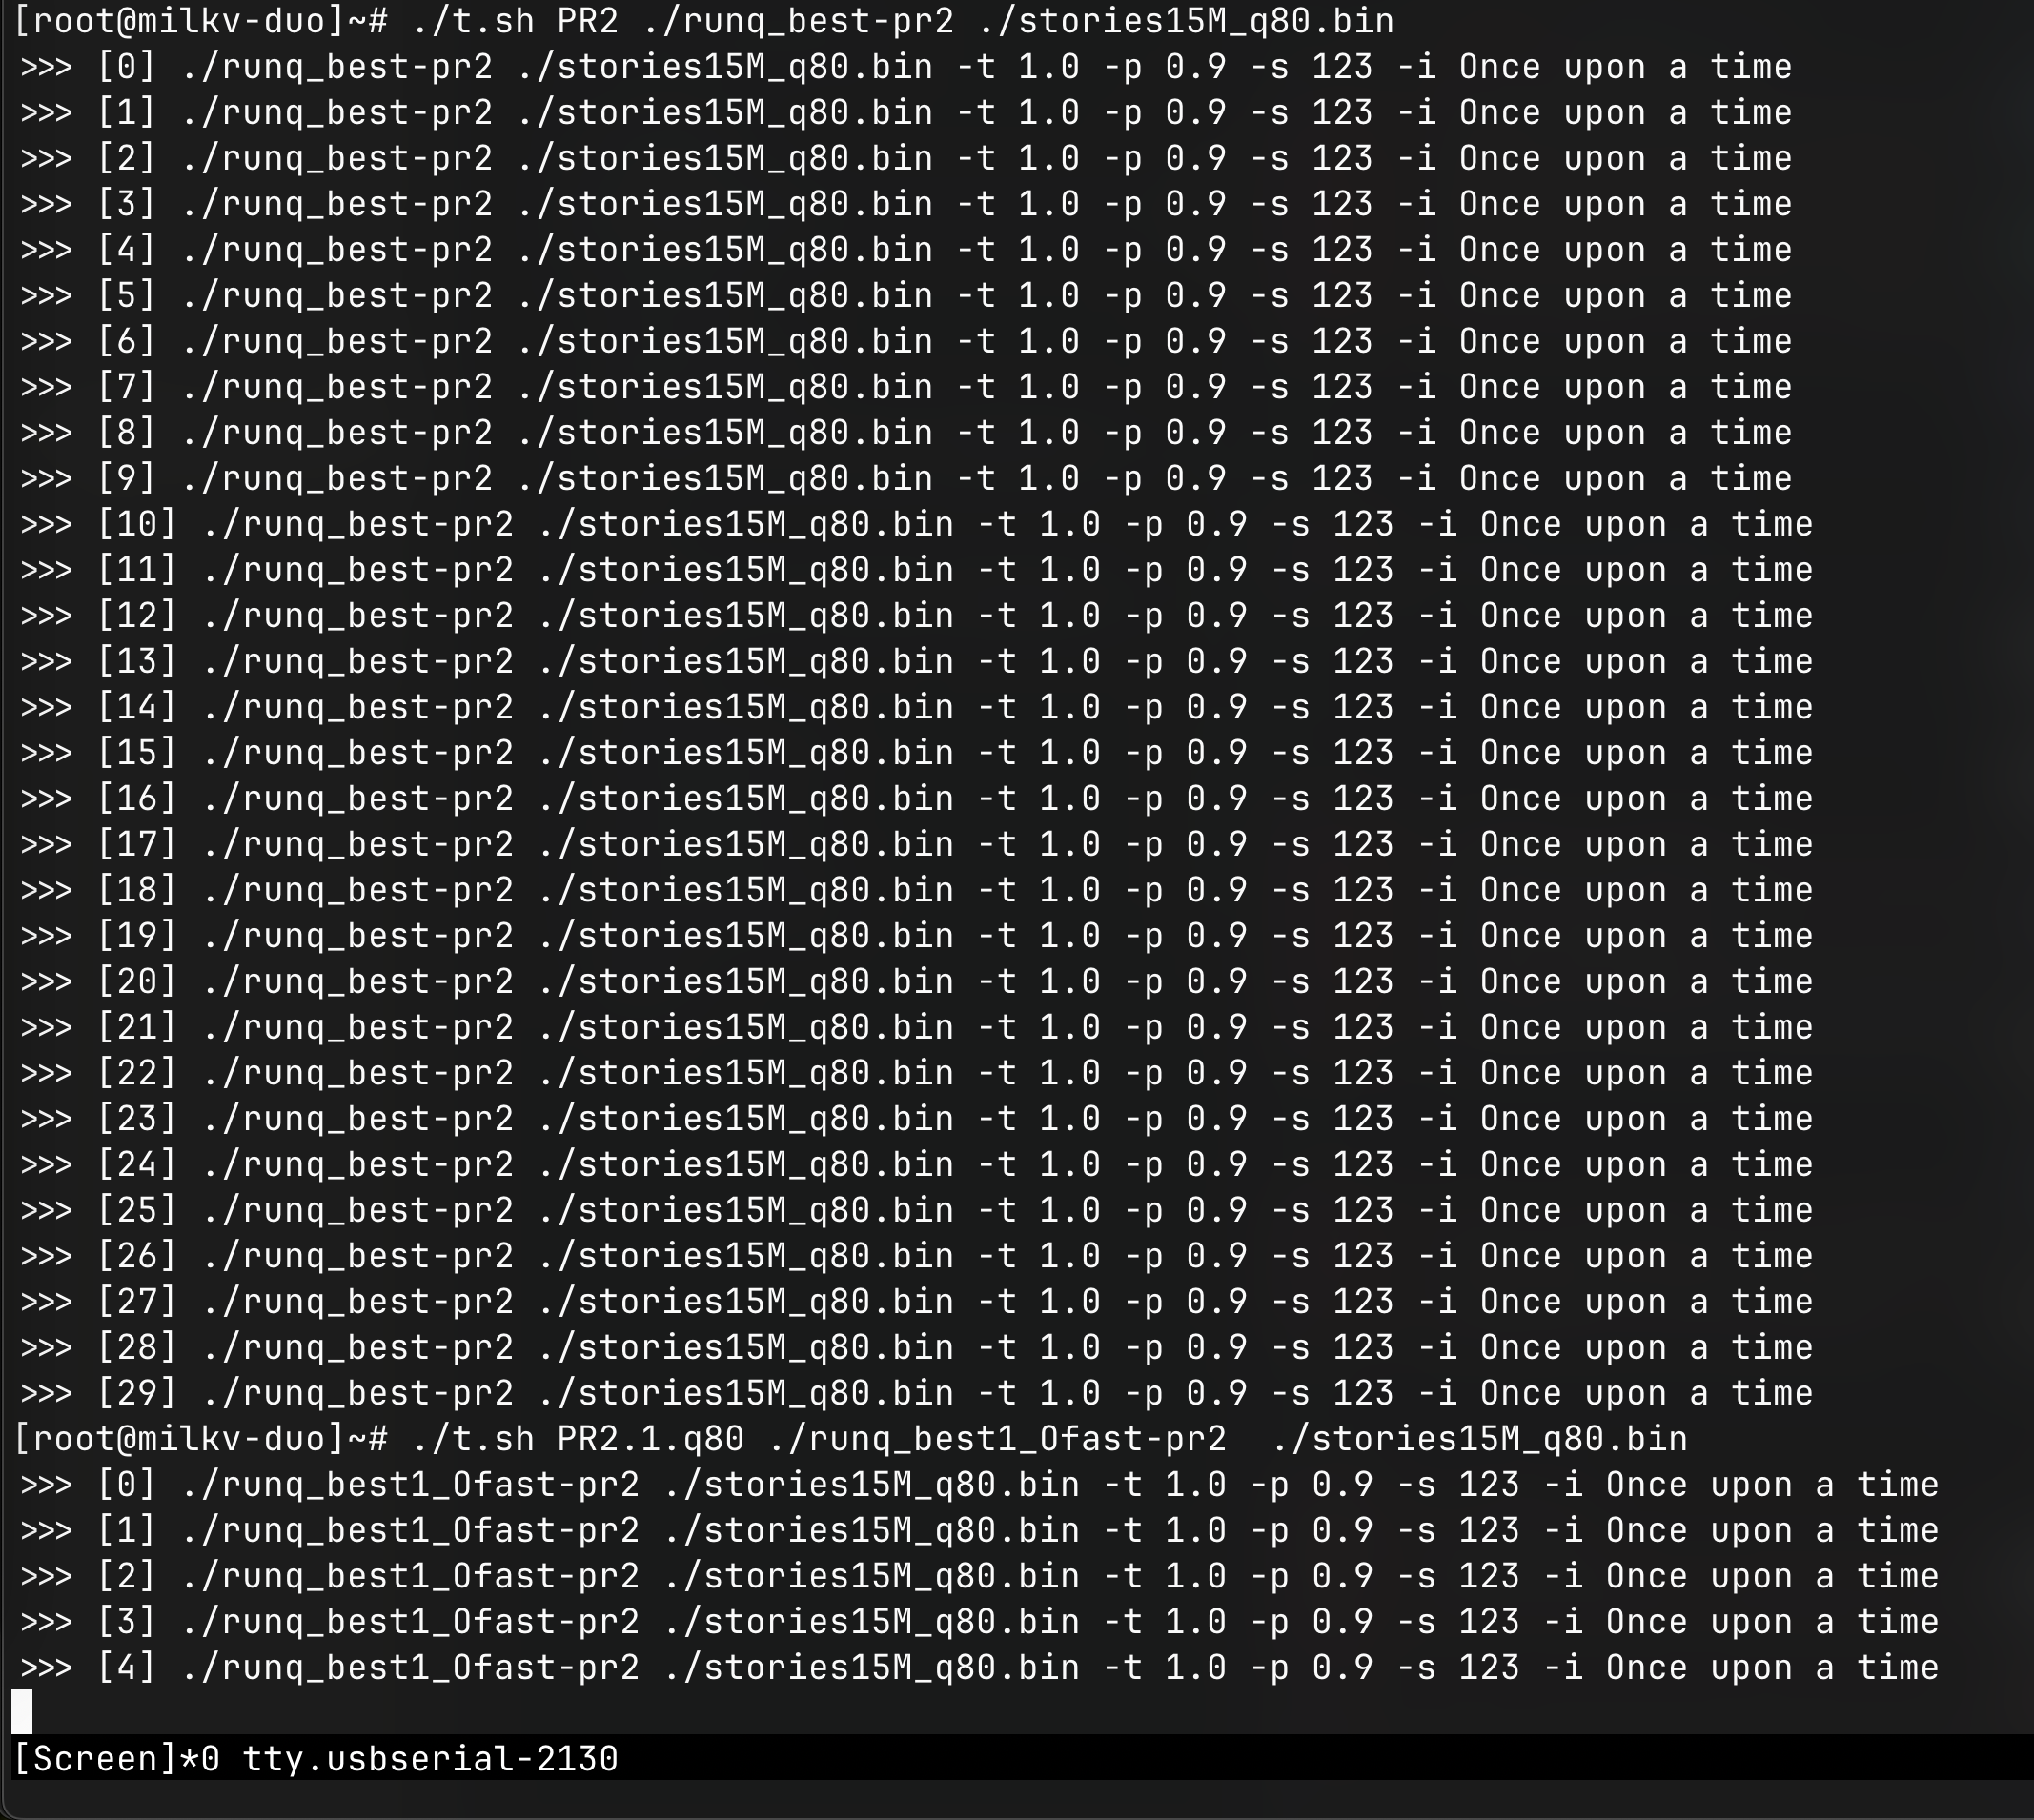 [root@milkv-duo]~# ./t.sh PR2 ./runq_best-pr2 ./stories15M_q80.bin
>>> [0] ./runq_best-pr2 ./stories15M_q80.bin -t 1.0 -p 0.9 -s 123 -i Once upon a time
>>> [1] ./runq_best-pr2 ./stories15M_q80.bin -t 1.0 -p 0.9 -s 123 -i Once upon a time
>>> [2] ./runq_best-pr2 ./stories15M_q80.bin -t 1.0 -p 0.9 -s 123 -i Once upon a time
>>> [3] ./runq_best-pr2 ./stories15M_q80.bin -t 1.0 -p 0.9 -s 123 -i Once upon a time
>>> [4] ./runq_best-pr2 ./stories15M_q80.bin -t 1.0 -p 0.9 -s 123 -i Once upon a time
>>> [5] ./runq_best-pr2 ./stories15M_q80.bin -t 1.0 -p 0.9 -s 123 -i Once upon a time
>>> [6] ./runq_best-pr2 ./stories15M_q80.bin -t 1.0 -p 0.9 -s 123 -i Once upon a time
>>> [7] ./runq_best-pr2 ./stories15M_q80.bin -t 1.0 -p 0.9 -s 123 -i Once upon a time
>>> [8] ./runq_best-pr2 ./stories15M_q80.bin -t 1.0 -p 0.9 -s 123 -i Once upon a time
>>> [9] ./runq_best-pr2 ./stories15M_q80.bin -t 1.0 -p 0.9 -s 123 -i Once upon a time
>>> [10] ./runq_best-pr2 ./stories15M_q80.bin -t 1.0 -p 0.9 -s 123 -i Once upon a time
>>> [11] ./runq_best-pr2 ./stories15M_q80.bin -t 1.0 -p 0.9 -s 123 -i Once upon a time
>>> [12] ./runq_best-pr2 ./stories15M_q80.bin -t 1.0 -p 0.9 -s 123 -i Once upon a time
>>> [13] ./runq_best-pr2 ./stories15M_q80.bin -t 1.0 -p 0.9 -s 123 -i Once upon a time
>>> [14] ./runq_best-pr2 ./stories15M_q80.bin -t 1.0 -p 0.9 -s 123 -i Once upon a time
>>> [15] ./runq_best-pr2 ./stories15M_q80.bin -t 1.0 -p 0.9 -s 123 -i Once upon a time
>>> [16] ./runq_best-pr2 ./stories15M_q80.bin -t 1.0 -p 0.9 -s 123 -i Once upon a time
>>> [17] ./runq_best-pr2 ./stories15M_q80.bin -t 1.0 -p 0.9 -s 123 -i Once upon a time
>>> [18] ./runq_best-pr2 ./stories15M_q80.bin -t 1.0 -p 0.9 -s 123 -i Once upon a time
>>> [19] ./runq_best-pr2 ./stories15M_q80.bin -t 1.0 -p 0.9 -s 123 -i Once upon a time
>>> [20] ./runq_best-pr2 ./stories15M_q80.bin -t 1.0 -p 0.9 -s 123 -i Once upon a time
>>> [21] ./runq_best-pr2 ./stories15M_q80.bin -t 1.0 -p 0.9 -s 123 -i Once upon a time
>>> [22] ./runq_best-pr2 ./stories15M_q80.bin -t 1.0 -p 0.9 -s 123 -i Once upon a time
>>> [23] ./runq_best-pr2 ./stories15M_q80.bin -t 1.0 -p 0.9 -s 123 -i Once upon a time
>>> [24] ./runq_best-pr2 ./stories15M_q80.bin -t 1.0 -p 0.9 -s 123 -i Once upon a time
>>> [25] ./runq_best-pr2 ./stories15M_q80.bin -t 1.0 -p 0.9 -s 123 -i Once upon a time
>>> [26] ./runq_best-pr2 ./stories15M_q80.bin -t 1.0 -p 0.9 -s 123 -i Once upon a time
>>> [27] ./runq_best-pr2 ./stories15M_q80.bin -t 1.0 -p 0.9 -s 123 -i Once upon a time
>>> [28] ./runq_best-pr2 ./stories15M_q80.bin -t 1.0 -p 0.9 -s 123 -i Once upon a time
>>> [29] ./runq_best-pr2 ./stories15M_q80.bin -t 1.0 -p 0.9 -s 123 -i Once upon a time
[root@milkv-duo]~# ./t.sh PR2.1.q80 ./runq_best1_Ofast-pr2  ./stories15M_q80.bin
>>> [0] ./runq_best1_Ofast-pr2 ./stories15M_q80.bin -t 1.0 -p 0.9 -s 123 -i Once upon a time
>>> [1] ./runq_best1_Ofast-pr2 ./stories15M_q80.bin -t 1.0 -p 0.9 -s 123 -i Once upon a time
>>> [2] ./runq_best1_Ofast-pr2 ./stories15M_q80.bin -t 1.0 -p 0.9 -s 123 -i Once upon a time
>>> [3] ./runq_best1_Ofast-pr2 ./stories15M_q80.bin -t 1.0 -p 0.9 -s 123 -i Once upon a time
>>> [4] ./runq_best1_Ofast-pr2 ./stories15M_q80.bin -t 1.0 -p 0.9 -s 123 -i Once upon a time
[Screen]*0 tty.usbserial-2130